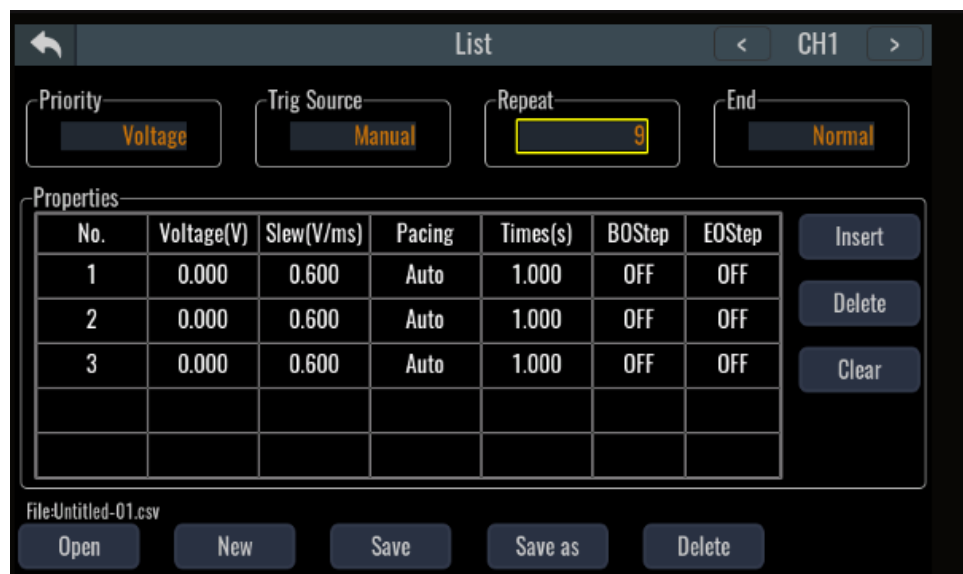 List < CH1 >
Priority Trig Source Repeat End
Voltage Manual 9 Normal
Properties
No. Voltage(V) Slew(V/ms) Pacing Times(s) BOStep EOStep Insert
1 0.000 0.600 Auto 1.000 OFF OFF
2 0.000 0.600 Auto 1.000 OFF OFF Delete
3 0.000 0.600 Auto 1.000 OFF OFF Clear
File:Untitled-01.csv
Open New Save Save as Delete